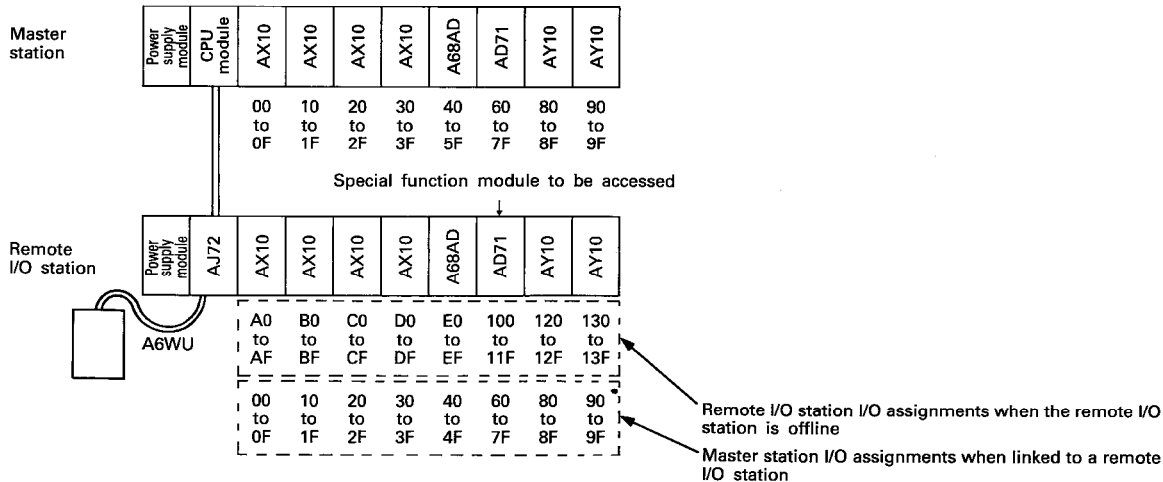 Master
station
Power
supply
module
CPU
module
AX10
AX10
AX10
AX10
A68AD
AD71
AY10
AY10
00 10 20 30 40 60 80 90
to to to to to to to to
0F 1F 2F 3F 5F 7F 8F 9F
Special function module to be accessed
Remote
I/O station
Power
supply
module
AJ72
AX10
AX10
AX10
AX10
A68AD
AD71
AY10
AY10
A6WU
A0 B0 C0 D0 E0 100 120 130
to to to to to to to to
AF BF CF DF EF 11F 12F 13F
00 10 20 30 40 60 80 90
to to to to to to to to
0F 1F 2F 3F 4F 7F 8F 9F
Remote I/O station I/O assignments when the remote I/O
station is offline
Master station I/O assignments when linked to a remote
I/O station